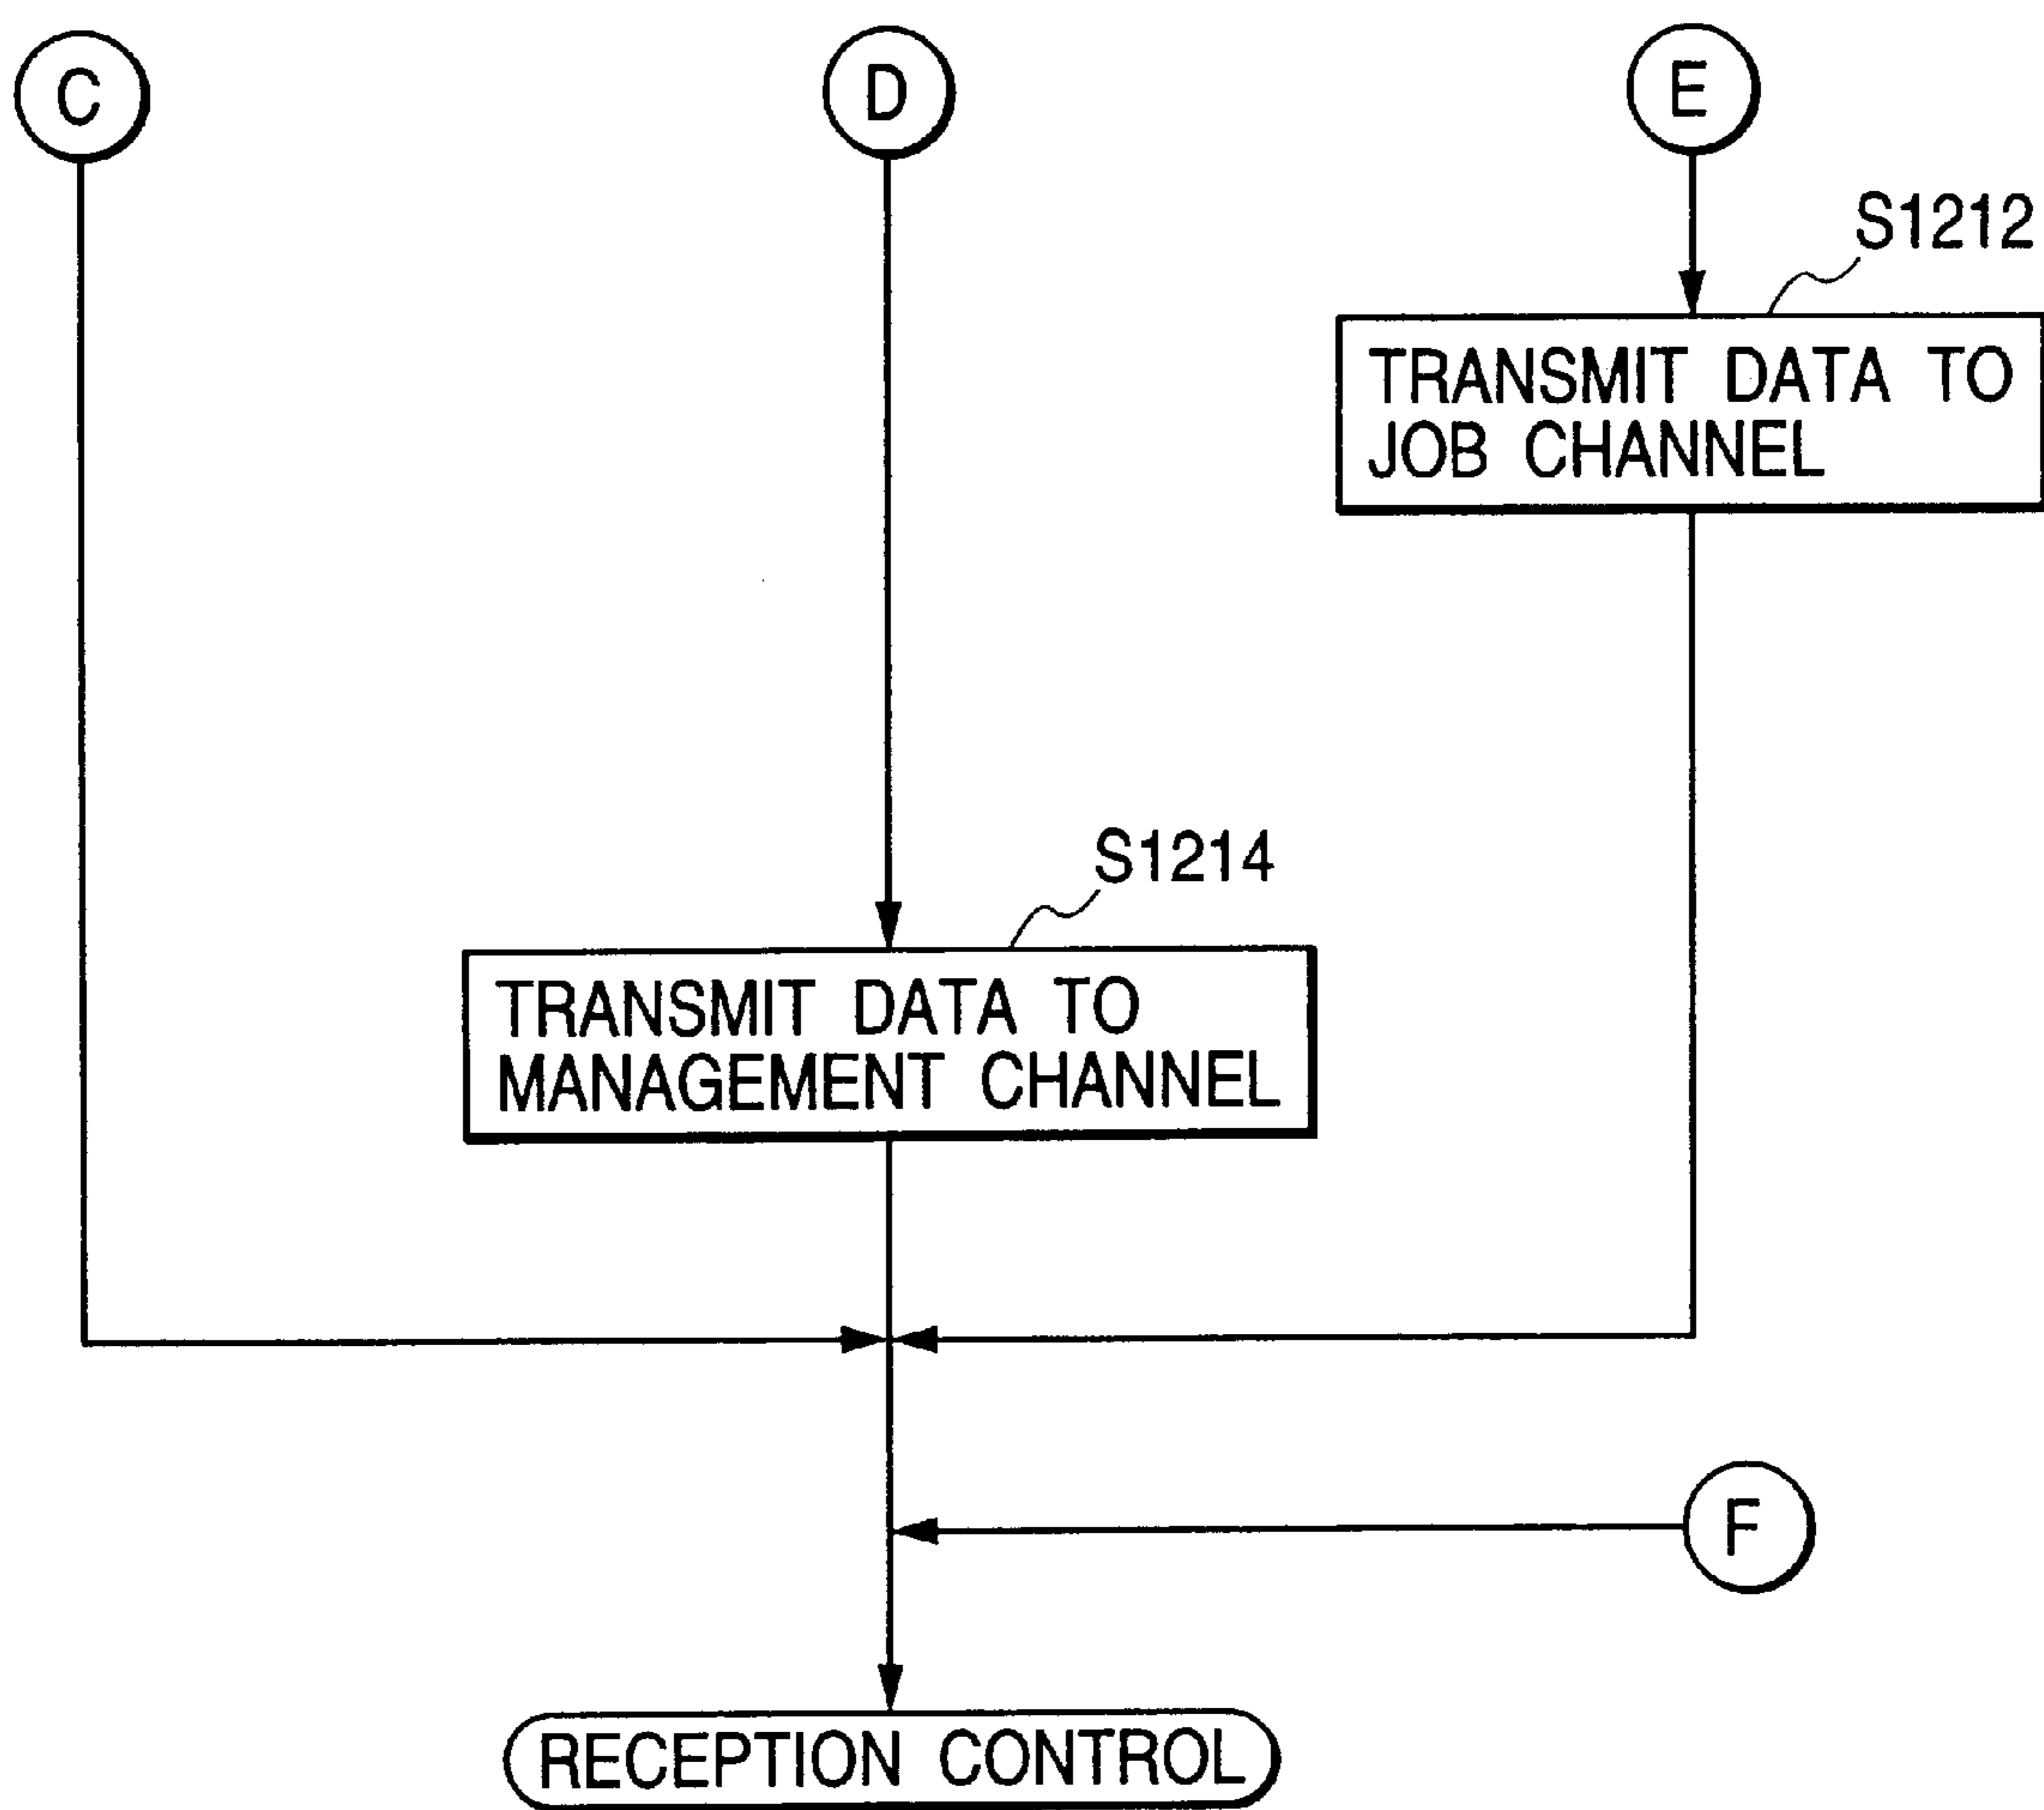 C
D
E
S1212
TRANSMIT DATA TO
JOB CHANNEL
S1214
TRANSMIT DATA TO
MANAGEMENT CHANNEL
F
RECEPTION CONTROL